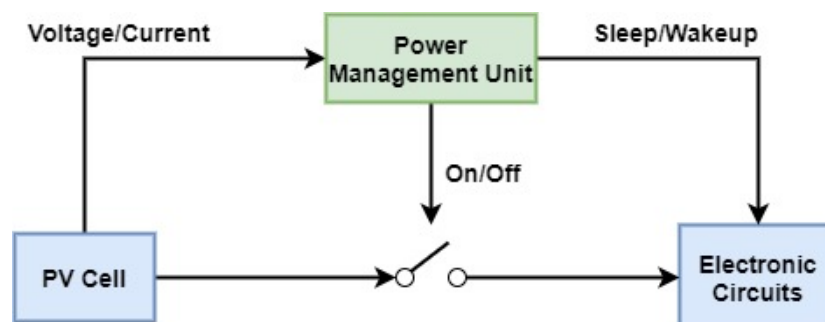 Voltage/Current
Power
Management Unit
Sleep/Wakeup
On/Off
PV Cell
Electronic
Circuits